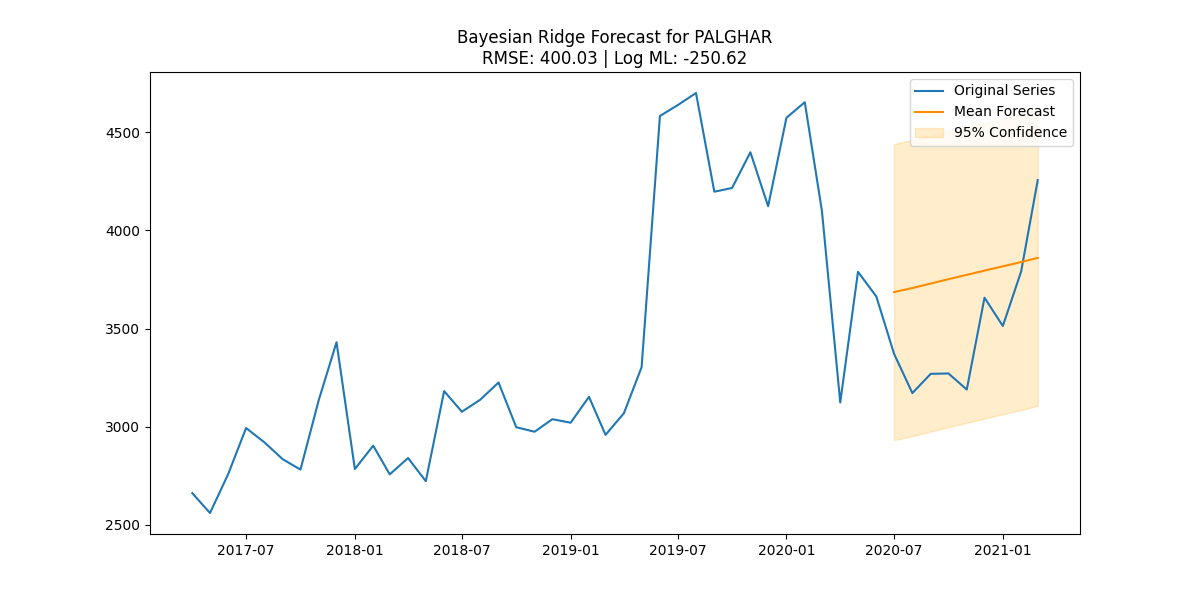 Bayesian Ridge Forecast for PALGHAR
RMSE: 400.03 | Log ML: -250.62
Original Series
Mean Forecast
95% Confidence
4500
4000
3500
3000
2500
2017-07 2018-01 2018-07 2019-01 2019-07 2020-01 2020-07 2021-01